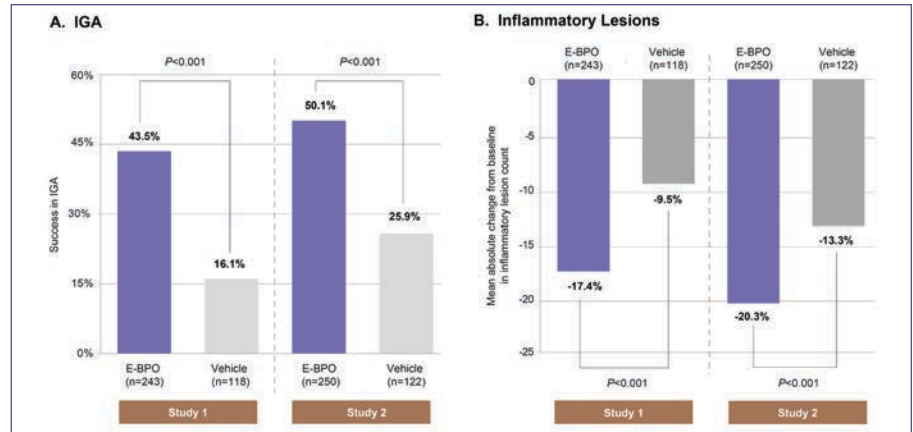 A. IGA
P<0.001
P<0.001
60%
45%
30%
15%
0%
Success in IGA
43.5%
16.1%
50.1%
25.9%
E-BPO
(n=243)
Vehicle
(n=118)
E-BPO
(n=250)
Vehicle
(n=122)
Study 1
Study 2
B. Inflammatory Lesions
E-BPO
(n=243)
Vehicle
(n=118)
E-BPO
(n=250)
Vehicle
(n=122)
0
-5
-10
-15
-20
-25
Mean absolute change from baseline
in inflammatory lesion count
-17.4%
-9.5%
-20.3%
-13.3%
P<0.001
P<0.001
Study 1
Study 2